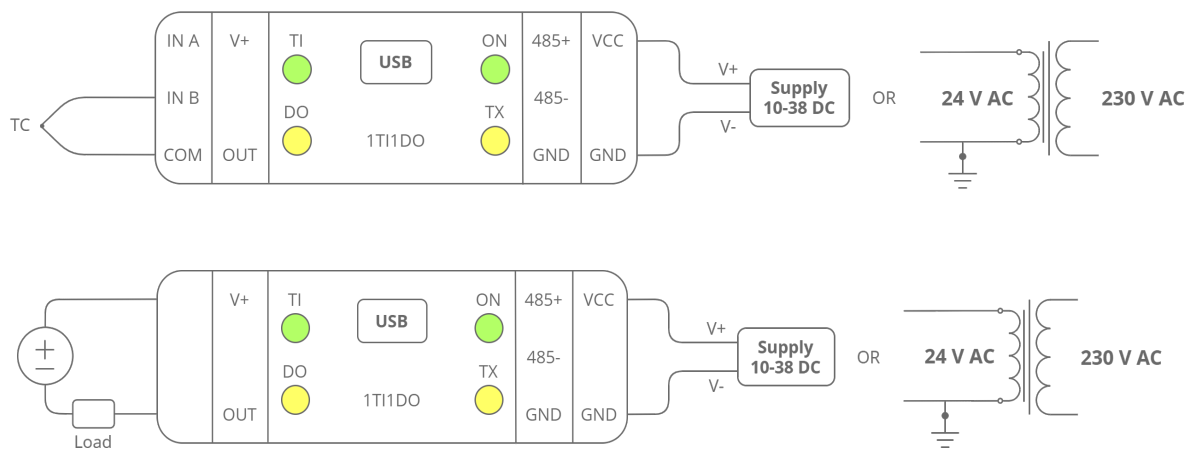 IN A V+ TI USB ON 485+ VCC
V+
Supply
10-38 DC
OR
24 V AC
230 V AC
IN B
485-
TC
DO
TX
V-
1TI1DO
COM OUT GND GND
V+ TI USB ON 485+ VCC
V+
Supply
10-38 DC
OR
24 V AC
230 V AC
485-
DO
TX
V-
1TI1DO
OUT GND GND
Load